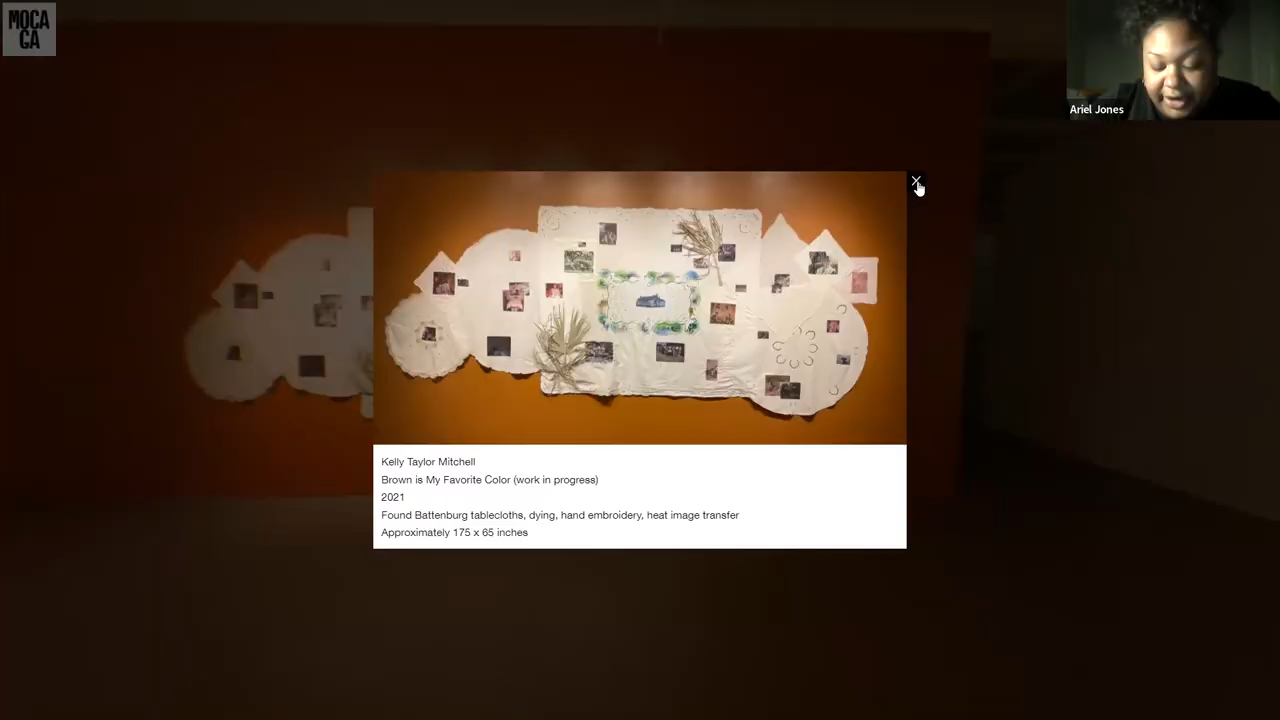 MOCA
GA
Ariel Jones
Kelly Taylor Mitchell
Brown is My Favorite Color (work in progress)
2021
Found Battenburg tablecloths, dying, hand embroidery, heat image transfer
Approximately 175 x 65 inches